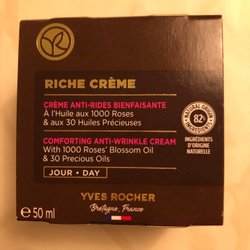 RICHE CRÈME
CRÈME ANTI-RIDES BIENFAISANTE
À l'Huile aux 1000 Roses
& aux 30 Huiles Précieuses
COMFORTING ANTI-WRINKLE CREAM
With 1000 Roses' Blossom Oil
& 30 Precious Oils
JOUR • DAY
82%
INGRÉDIENTS
D'ORIGINE
NATURELLE
YVES ROCHER
Bretagne, France
e 50 ml